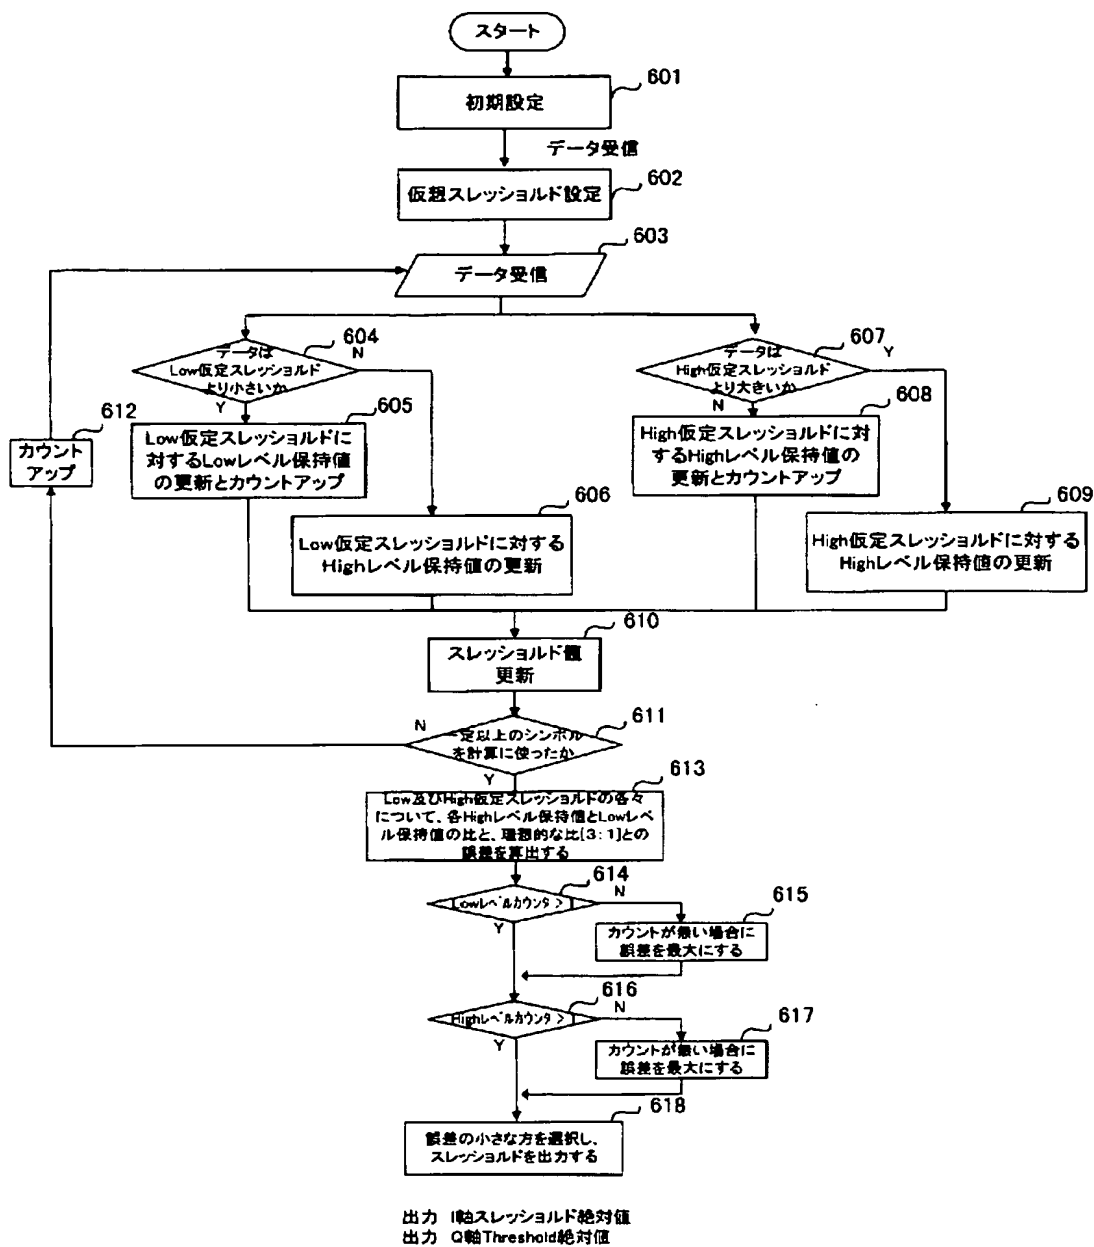 スタート
601
初期設定
データ受信
602
仮想スレッショルド設定
603
データ受信
604
データは
Low仮定スレッショルド
より小さいか
N
Y
607
データは
High仮定スレッショルド
より大きいか
Y
N
612
カウント
アップ
605
Low仮定スレッショルドに
対するLowレベル保持値
の更新とカウントアップ
608
High仮定スレッショルドに対
するHighレベル保持値の
更新とカウントアップ
606
Low仮定スレッショルドに対する
Highレベル保持値の更新
609
High仮定スレッショルドに対する
Highレベル保持値の更新
610
スレッショルド値
更新
611
N
一定以上のシンボル
を計算に使ったか
Y
613
Low及びHigh仮定スレッショルドの各々
について、各Highレベル保持値とLowレベ
ル保持値の比と、理想的な比[3:1]との
誤差を算出する
614
Lowレベルカウンタ >
N
Y
615
カウントが無い場合に
誤差を最大にする
616
Highレベルカウンタ >
N
Y
617
カウントが無い場合に
誤差を最大にする
618
誤差の小さな方を選択し、
スレッショルドを出力する
出力 I軸スレッショルド絶対値
出力 Q軸Threshold絶対値